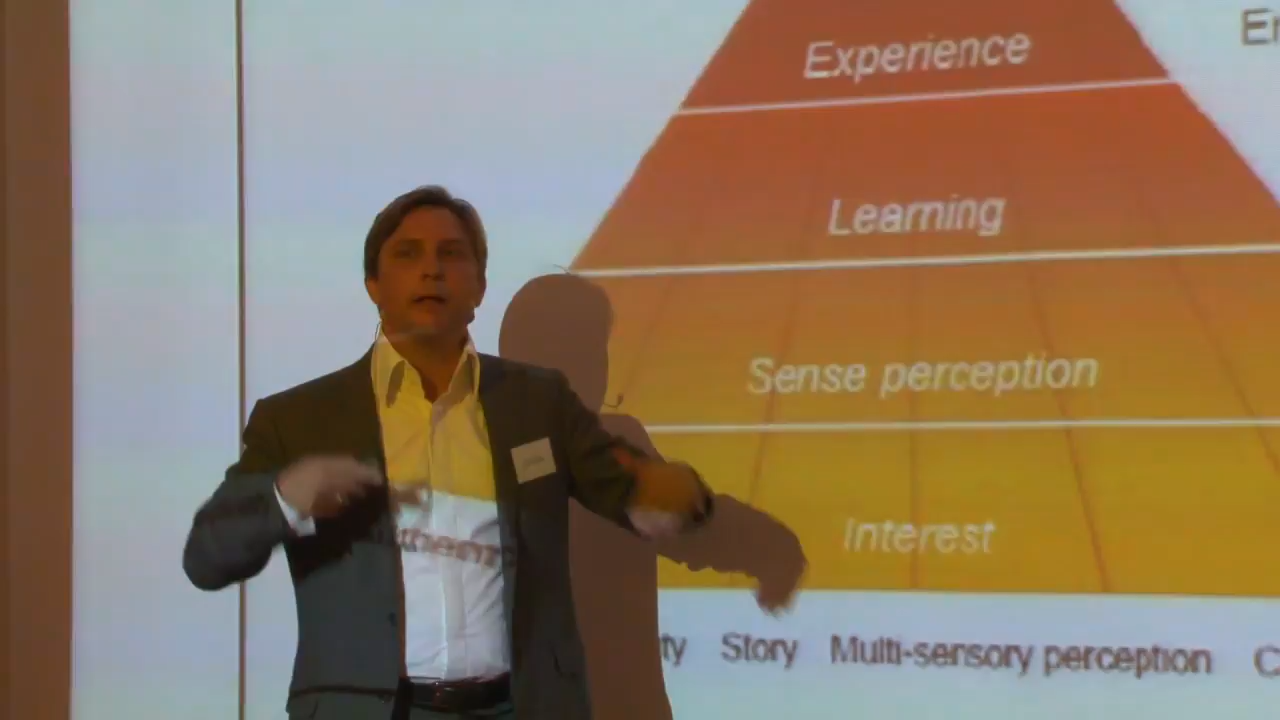 Experience
Learning
Sense perception
Interest
Story Multi-sensory perception